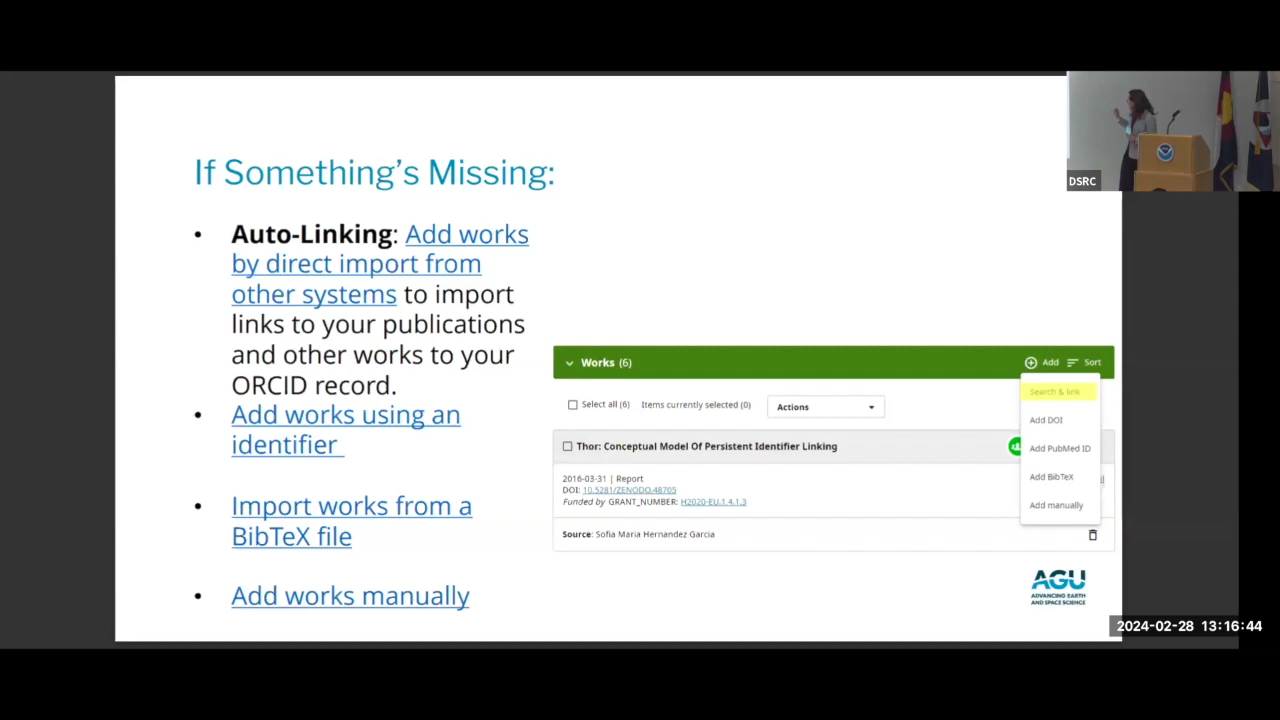 If Something's Missing:
• Auto-Linking: Add works
by direct import from
other systems to import
links to your publications
and other works to your
ORCID record.
• Add works using an
identifier
• Import works from a
BibTeX file
• Add works manually
Works (6)
Add
Sort
Search & link
Add DOI
Add PubMed ID
Add BibTeX
Add manually
Select all (6)
Items currently selected (0)
Actions
Thor: Conceptual Model Of Persistent Identifier Linking
2016-03-31 | Report
DOI: 10.5281/ZENODO.48705
Funded by GRANT_NUMBER: H2020-EU.1.4.1.3
Source: Sofia Maria Hernandez Garcia
AGU
ADVANCING EARTH
AND SPACE SCIENCE
DSRC
2024-02-28 13:16:44